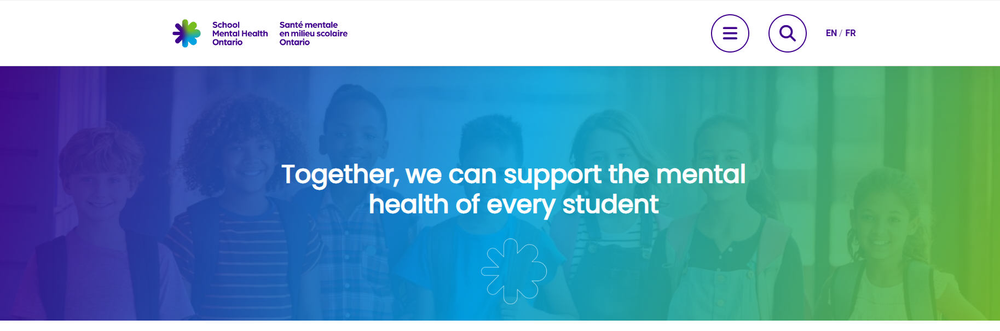 School
Mental Health
Ontario
Santé mentale
en milieu scolaire
Ontario
EN / FR
Together, we can support the mental
health of every student